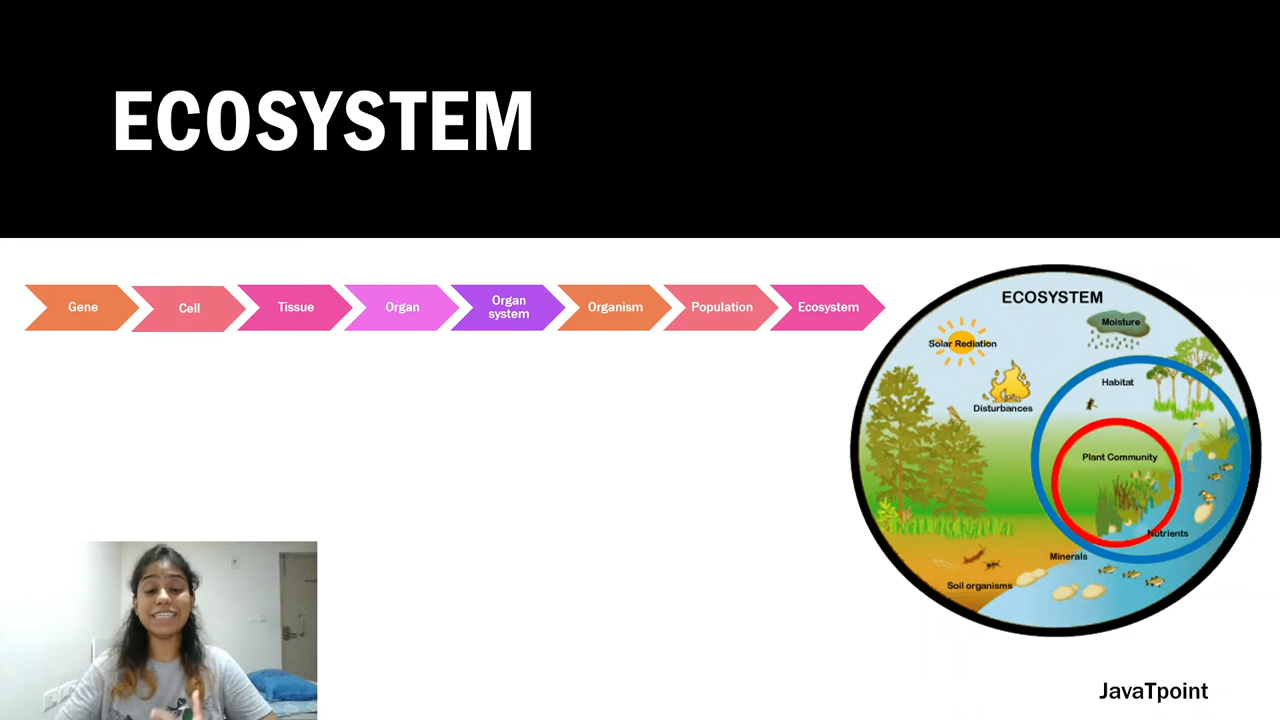 ECOSYSTEM
Gene
Cell
Tissue
Organ
Organ
system
Organism
Population
Ecosystem
ECOSYSTEM
Moisture
Solar Rediation
Habitat
Disturbances
Plant Community
Nutrients
Minerals
Soil organisms
JavaTpoint